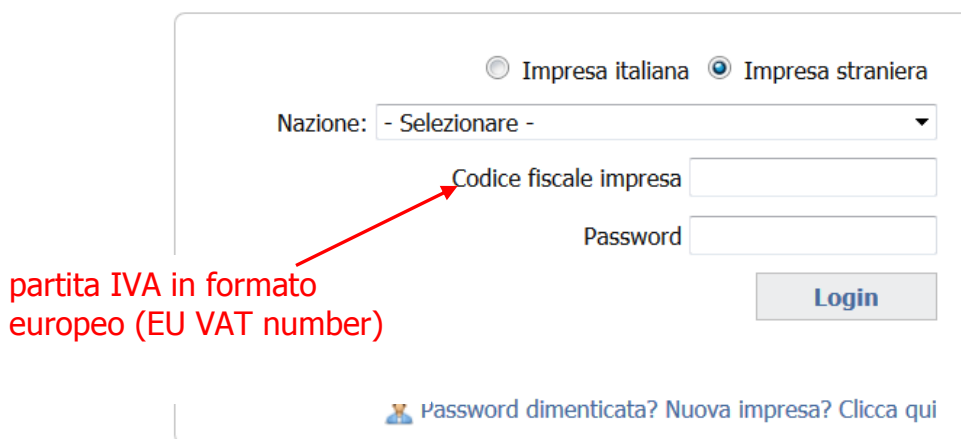 Impresa italiana Impresa straniera
Nazione: - Selezionare -
Codice fiscale impresa
Password
partita IVA in formato
europeo (EU VAT number)
Login
Password dimenticata? Nuova impresa? Clicca qui